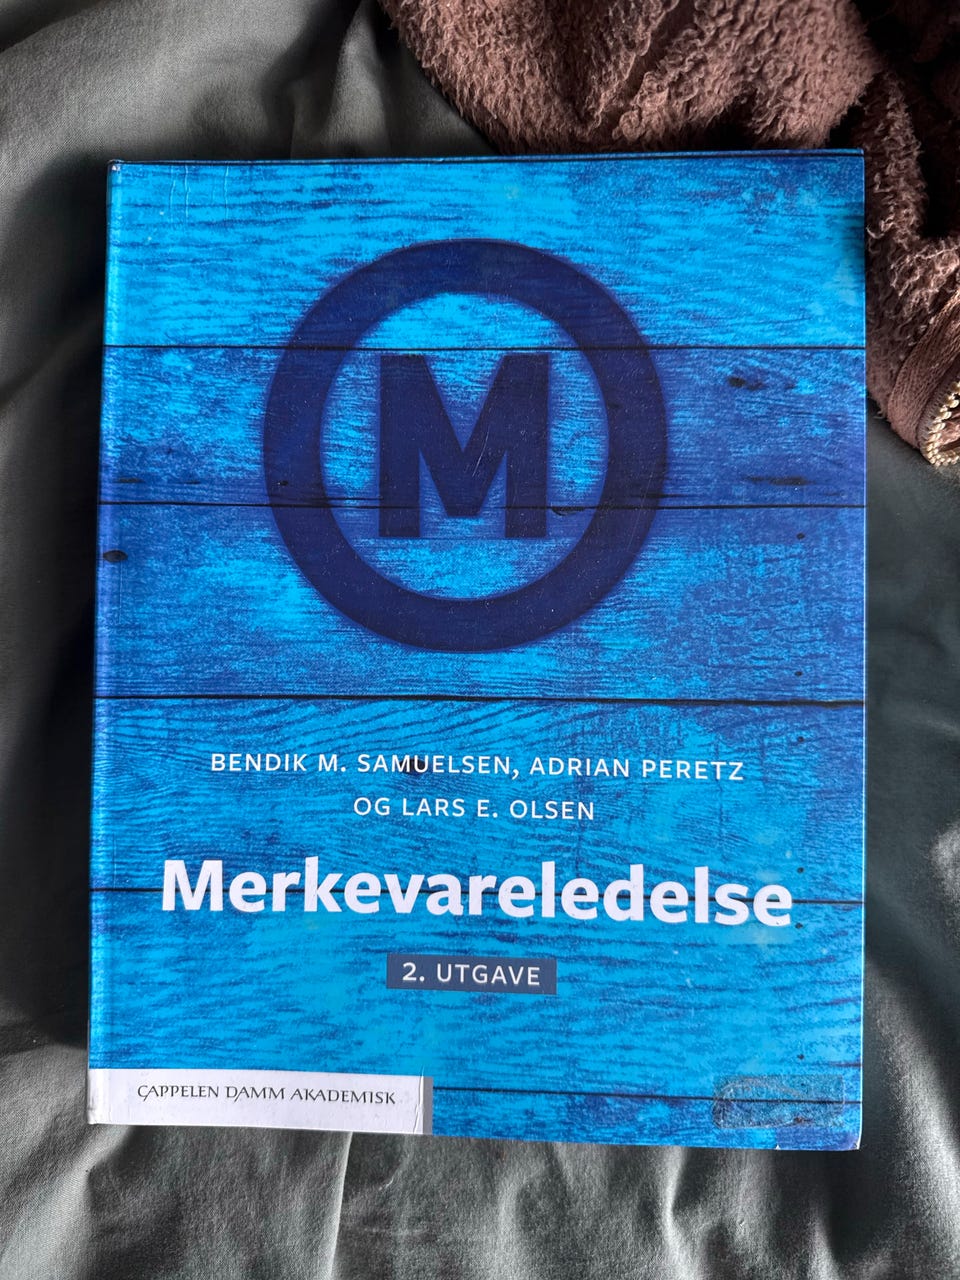 M
BENDIK M. SAMUELSEN, ADRIAN PERETZ
OG LARS E. OLSEN
Merkevareledelse
2. UTGAVE
CAPPELEN DAMM AKADEMISK